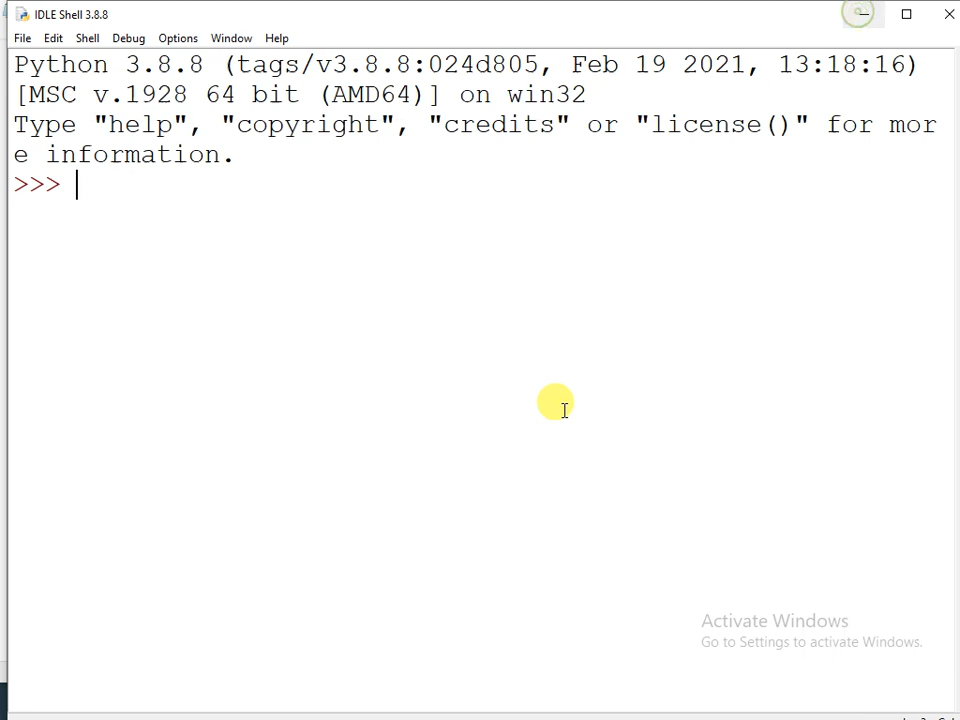 IDLE Shell 3.8.8
File Edit Shell Debug Options Window Help
Python 3.8.8 (tags/v3.8.8:024d805, Feb 19 2021, 13:18:16)
[MSC v.1928 64 bit (AMD64)] on win32
Type "help", "copyright", "credits" or "license()" for mor
e information.
>>>
Activate Windows
Go to Settings to activate Windows.